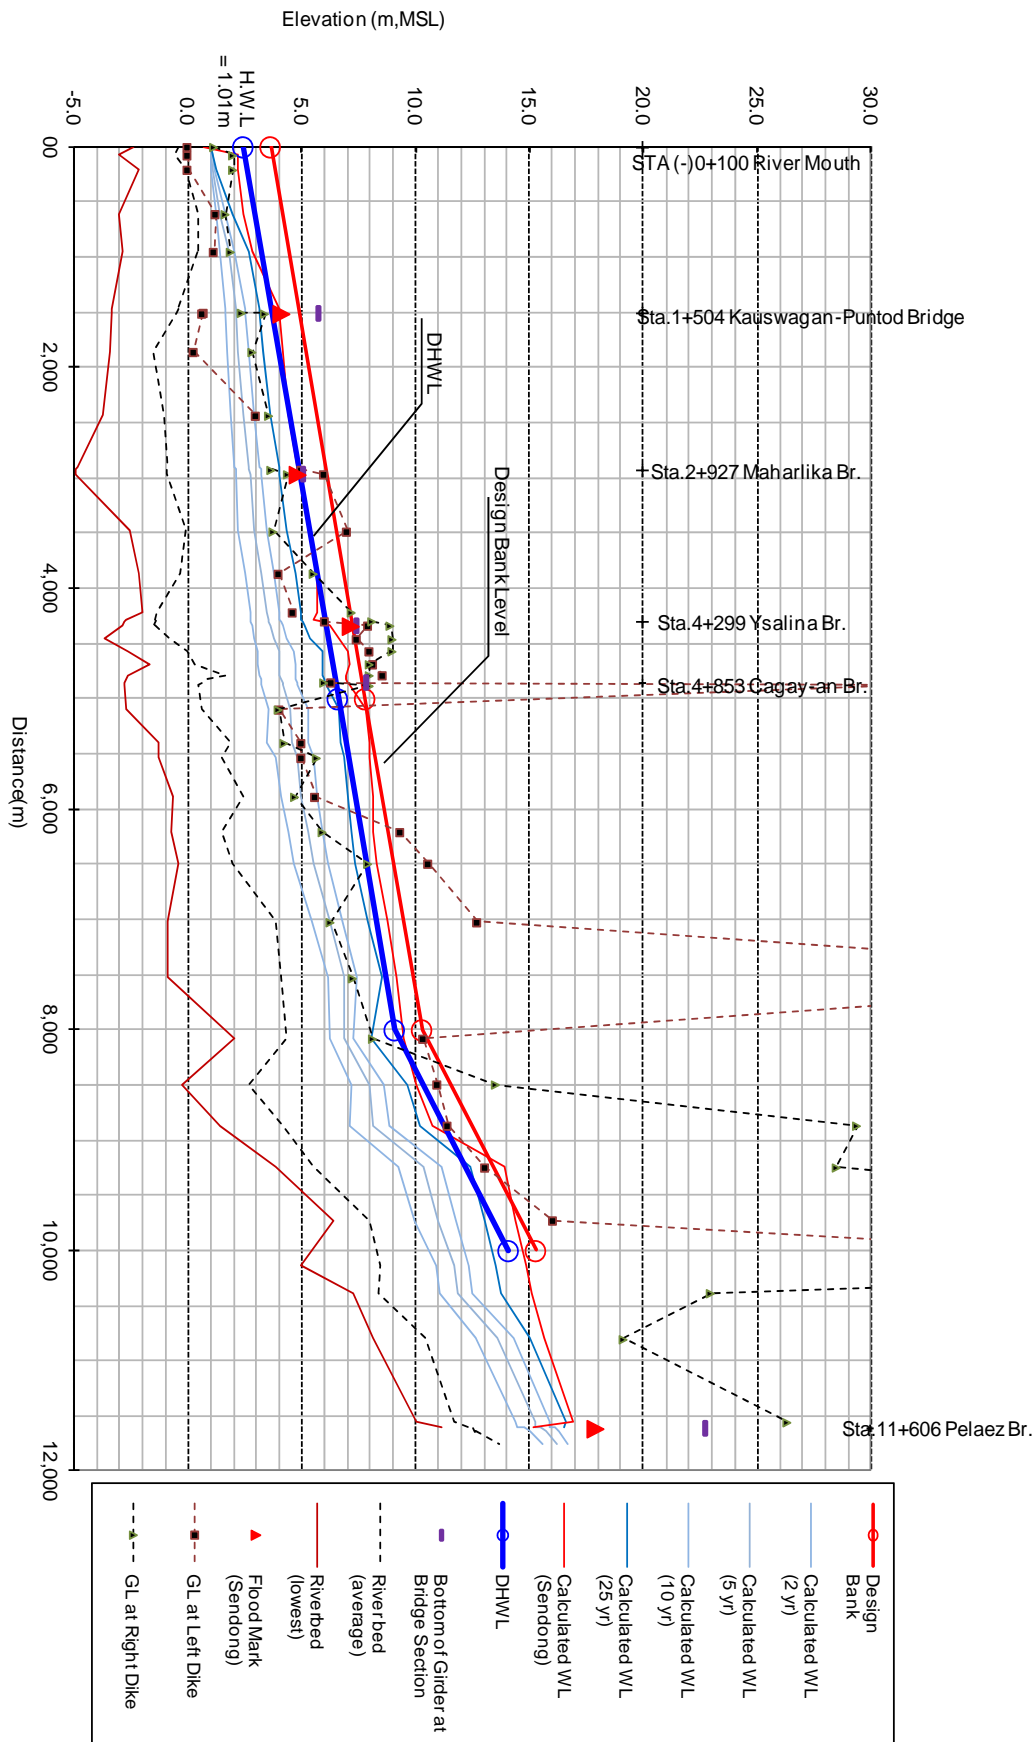 Elevation (m,MSL)
30.0
25.0
20.0
15.0
10.0
5.0
0.0
-5.0
H.W.L
= 1.01m
STA (-)0+100 River Mouth
Sta.1+504 Kauswagan-Puntod Bridge
Sta.2+927 Maharlika Br.
Sta.4+299 Ysalina Br.
Sta.4+853 Cagay-an Br.
Sta.11+606 Pelaez Br.
DHWL
Design Bank Level
00
2,000
4,000
6,000
8,000
10,000
12,000
Distance(m)
Design
Bank
Calculated WL
(2 yr)
Calculated WL
(5 yr)
Calculated WL
(10 yr)
Calculated WL
(25 yr)
Calculated WL
(Sendong)
DHWL
Bottom of Girder at
Bridge Section
River bed
(average)
Riverbed
(lowest)
Flood Mark
(Sendong)
GL at Left Dike
GL at Right Dike